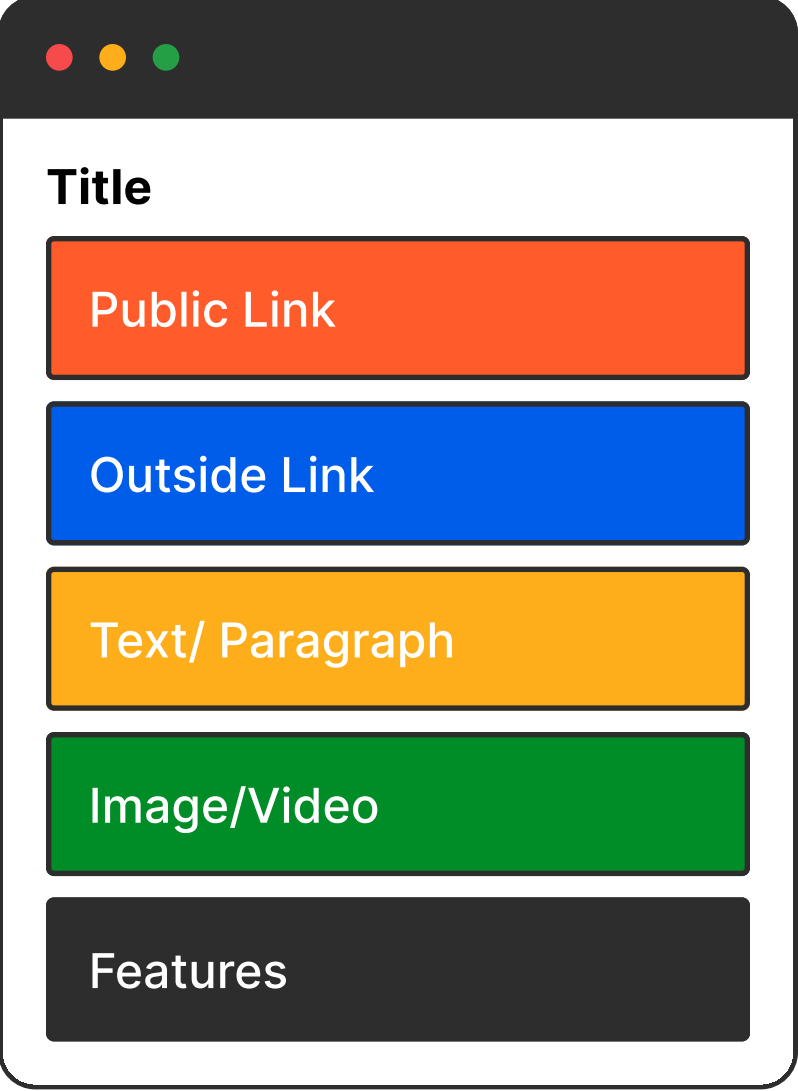 Title
Public Link
Outside Link
Text/ Paragraph
Image/Video
Features